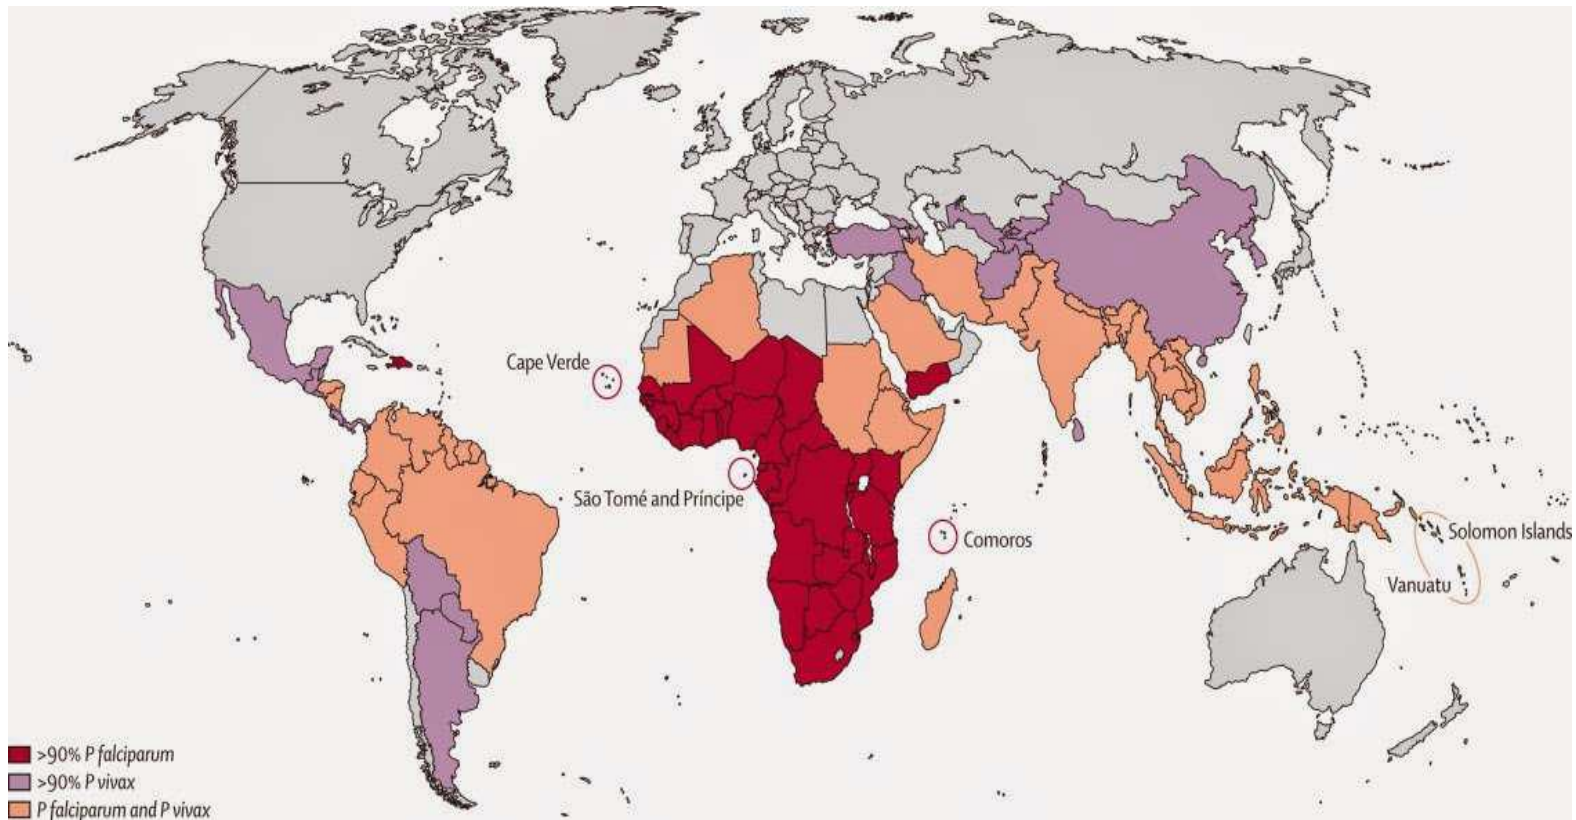 Cape Verde
São Tomé and Príncipe
Comoros
Solomon Islands
Vanuatu
>90% P falciparum
>90% P vivax
P falciparum and P vivax